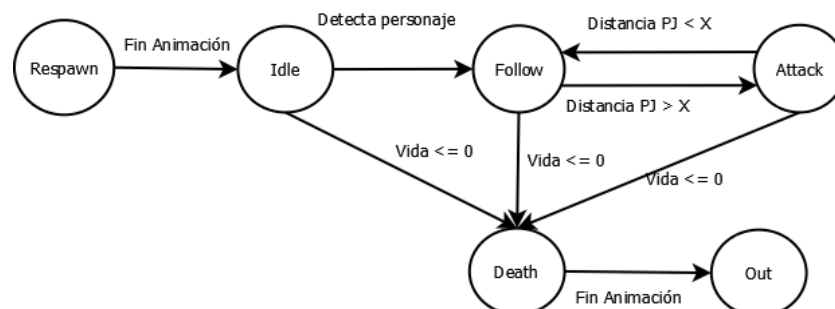 Detecta personaje
Distancia PJ < X
Fin Animación
Respawn
Idle
Follow
Attack
Distancia PJ > X
Vida <= 0
Vida <= 0
Vida <= 0
Death
Out
Fin Animación